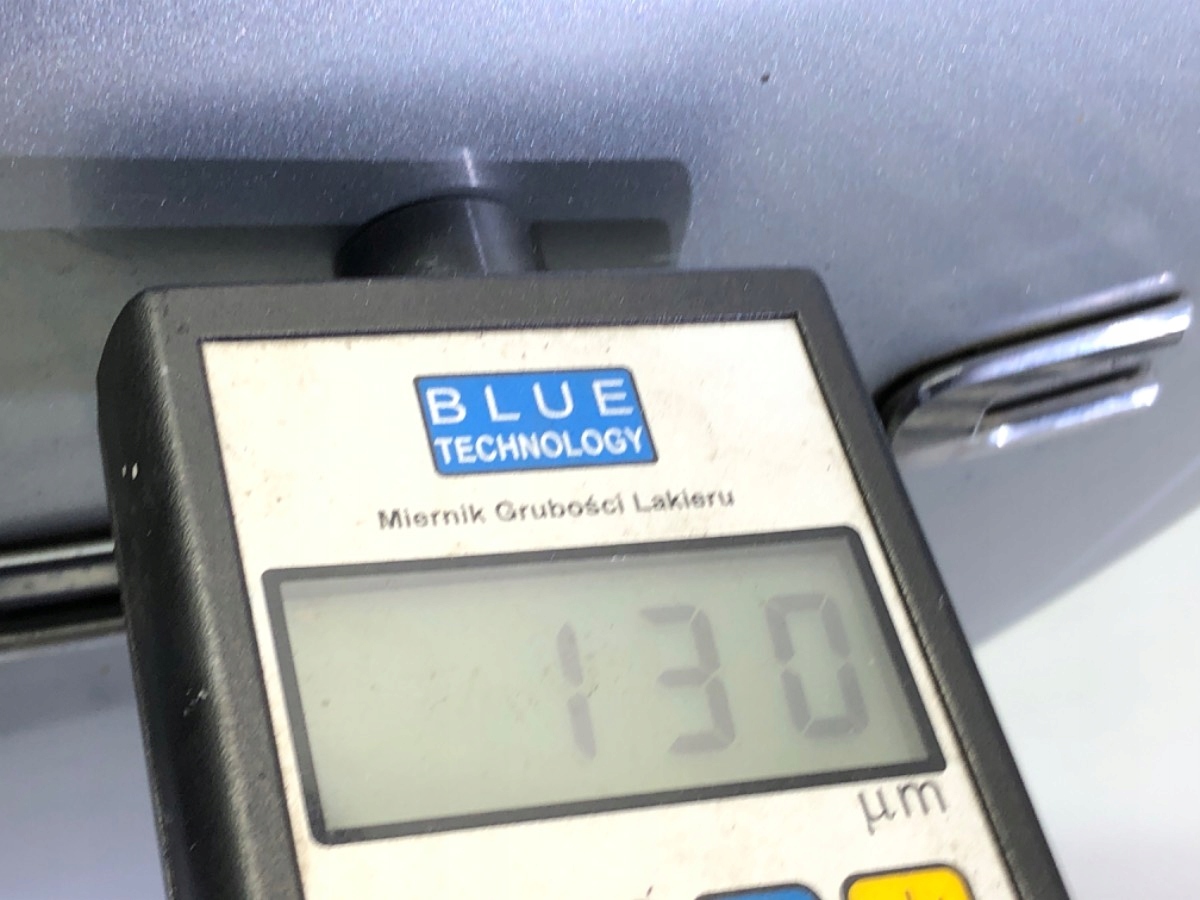 BLUE
TECHNOLOGY
Miernik Grubości Lakieru
130
µm